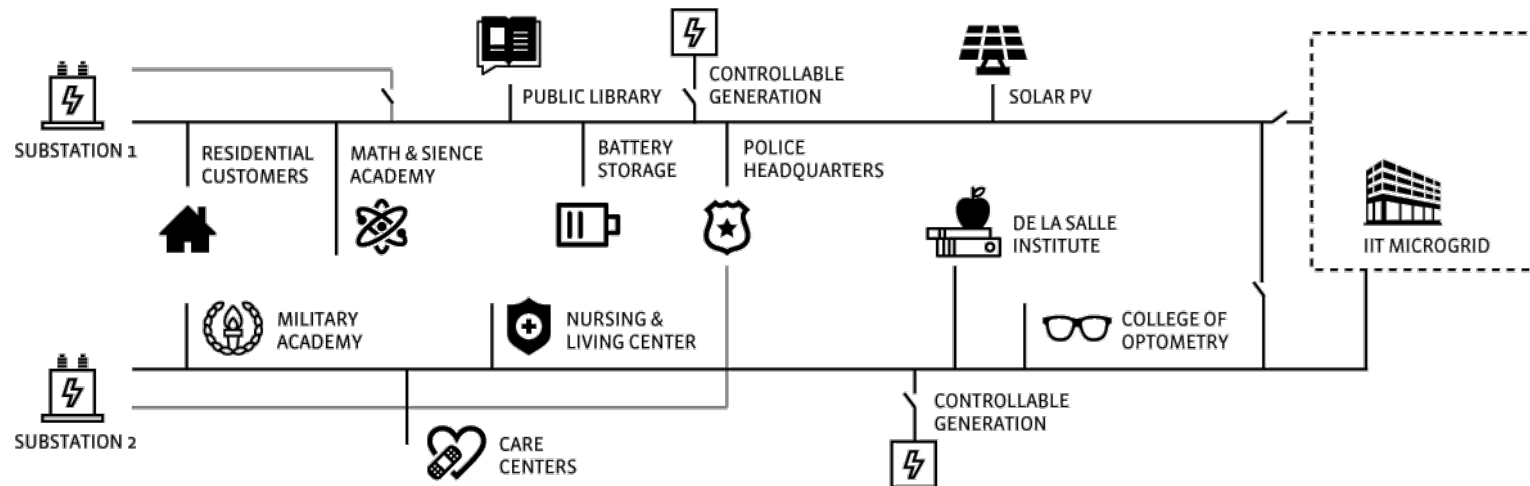 PUBLIC LIBRARY
CONTROLLABLE
GENERATION
SOLAR PV
SUBSTATION 1
RESIDENTIAL
CUSTOMERS
MATH & SIENCE
ACADEMY
BATTERY
STORAGE
POLICE
HEADQUARTERS
DE LA SALLE
INSTITUTE
IIT MICROGRID
MILITARY
ACADEMY
NURSING &
LIVING CENTER
COLLEGE OF
OPTOMETRY
SUBSTATION 2
CARE
CENTERS
CONTROLLABLE
GENERATION